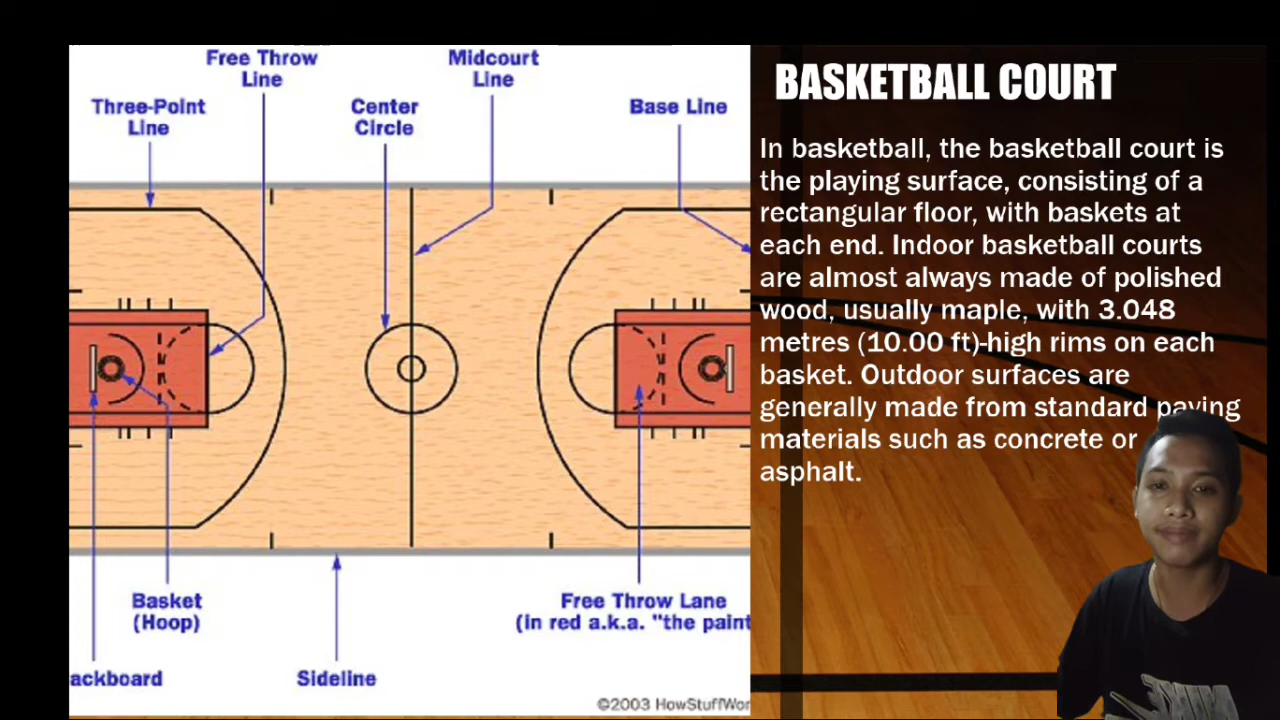 Free Throw
Line
Midcourt
Line
Three-Point
Line
Center
Circle
Base Line
Basket
(Hoop)
Free Throw Lane
(in red a.k.a. "the paint
ackboard
Sideline
©2003 HowStuffWor
BASKETBALL COURT
In basketball, the basketball court is
the playing surface, consisting of a
rectangular floor, with baskets at
each end. Indoor basketball courts
are almost always made of polished
wood, usually maple, with 3.048
metres (10.00 ft)-high rims on each
basket. Outdoor surfaces are
generally made from standard paving
materials such as concrete or
asphalt.